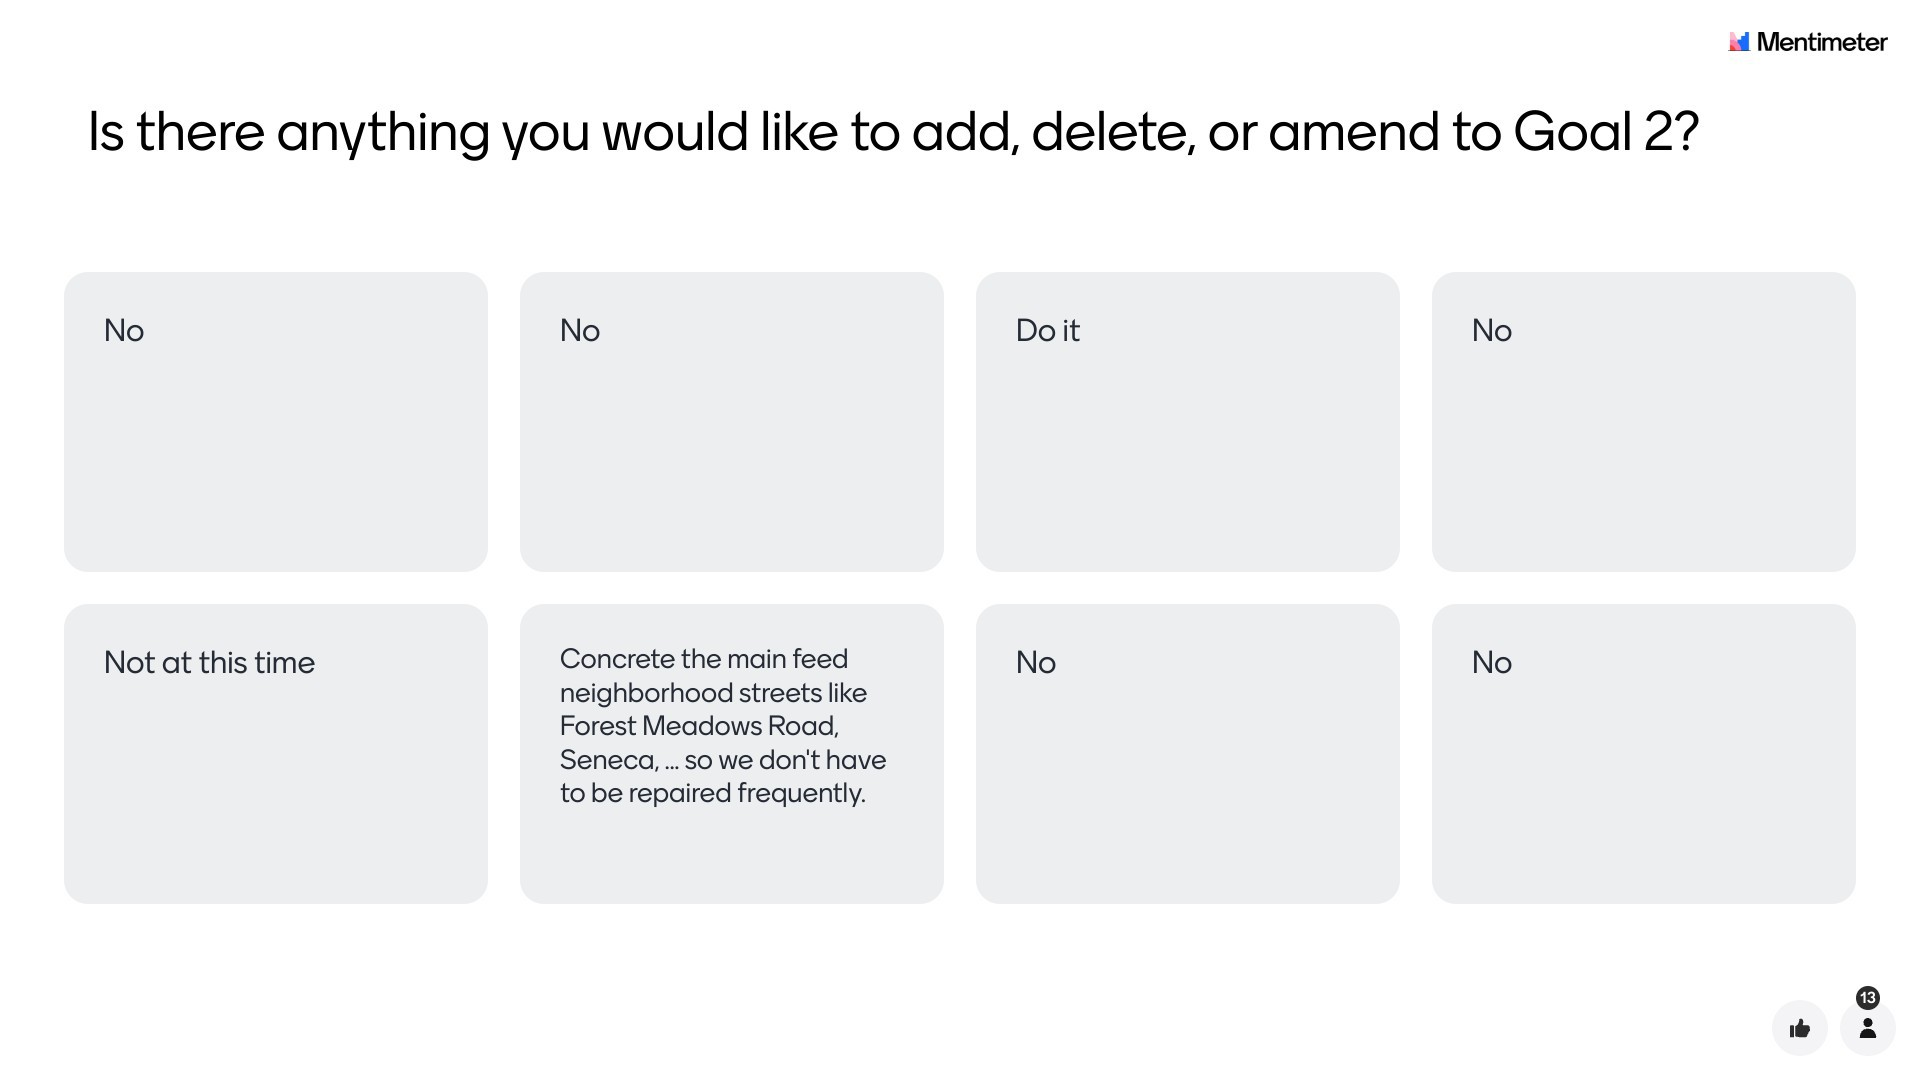 Mentimeter
Is there anything you would like to add, delete, or amend to Goal 2?
No
No
Do it
No
Not at this time
Concrete the main feed
neighborhood streets like
Forest Meadows Road,
Seneca, ... so we don't have
to be repaired frequently.
No
No
13